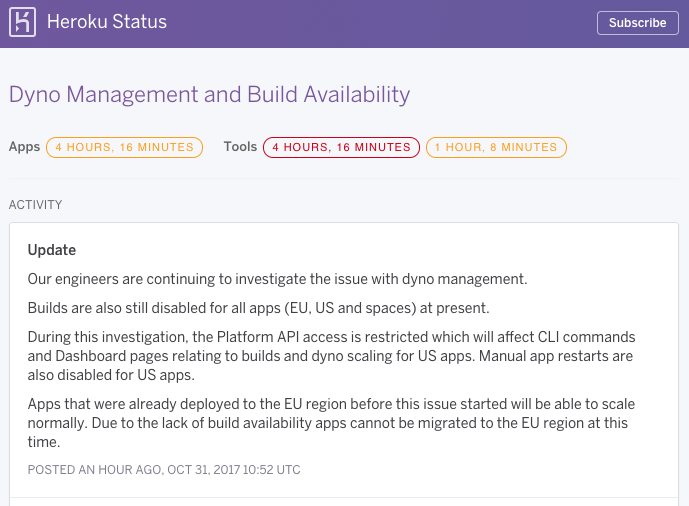 Heroku Status
Subscribe
Dyno Management and Build Availability
Apps 4 HOURS, 16 MINUTES Tools 4 HOURS, 16 MINUTES 1 HOUR, 8 MINUTES
ACTIVITY
Update
Our engineers are continuing to investigate the issue with dyno management.
Builds are also still disabled for all apps (EU, US and spaces) at present.
During this investigation, the Platform API access is restricted which will affect CLI commands
and Dashboard pages relating to builds and dyno scaling for US apps. Manual app restarts are
also disabled for US apps.
Apps that were already deployed to the EU region before this issue started will be able to scale
normally. Due to the lack of build availability apps cannot be migrated to the EU region at this
time.
POSTED AN HOUR AGO, OCT 31, 2017 10:52 UTC